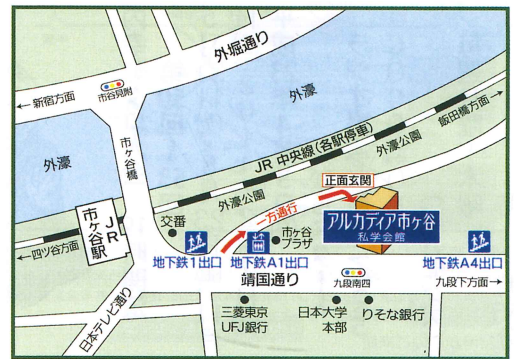 外堀通り
← 新宿方面
市谷見附
外濠
飯田橋方面 →
市ヶ谷橋
外濠
JR 中央線(各駅停車)
外濠公園
正面玄関
外濠公園
一方通行
アルカディア市ヶ谷
私学会館
JR
市ヶ谷駅
交番
市ヶ谷
プラザ
←四ツ谷方面
地下鉄1出口
地下鉄A1出口
地下鉄A4出口
靖国通り
九段南四
九段下方面 →
日本テレビ通り
三菱東京
UFJ銀行
日本大学
本部
りそな銀行